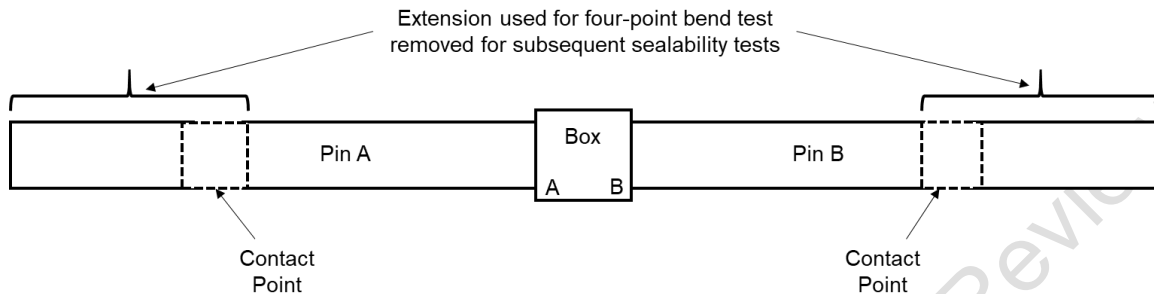 Extension used for four-point bend test
removed for subsequent sealability tests
Pin A
Box
Pin B
A B
Contact
Point
Contact
Point